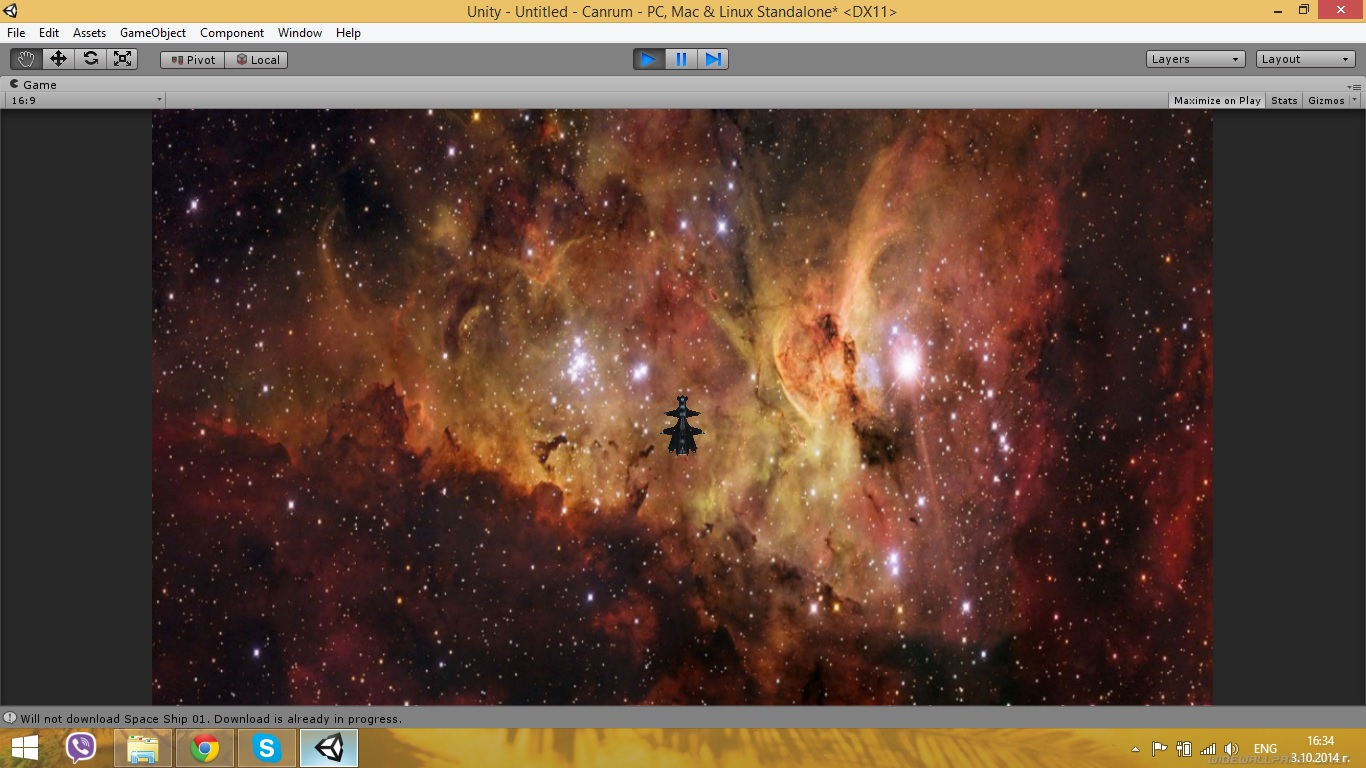 Unity - Untitled - Canrum - PC, Mac & Linux Standalone* <DX11>
File Edit Assets GameObject Component Window Help
Pivot Local Layers Layout
Game
16:9 Maximize on Play Stats Gizmos
Will not download Space Ship 01. Download is already in progress.
ENG 16:34
3.10.2014 г.